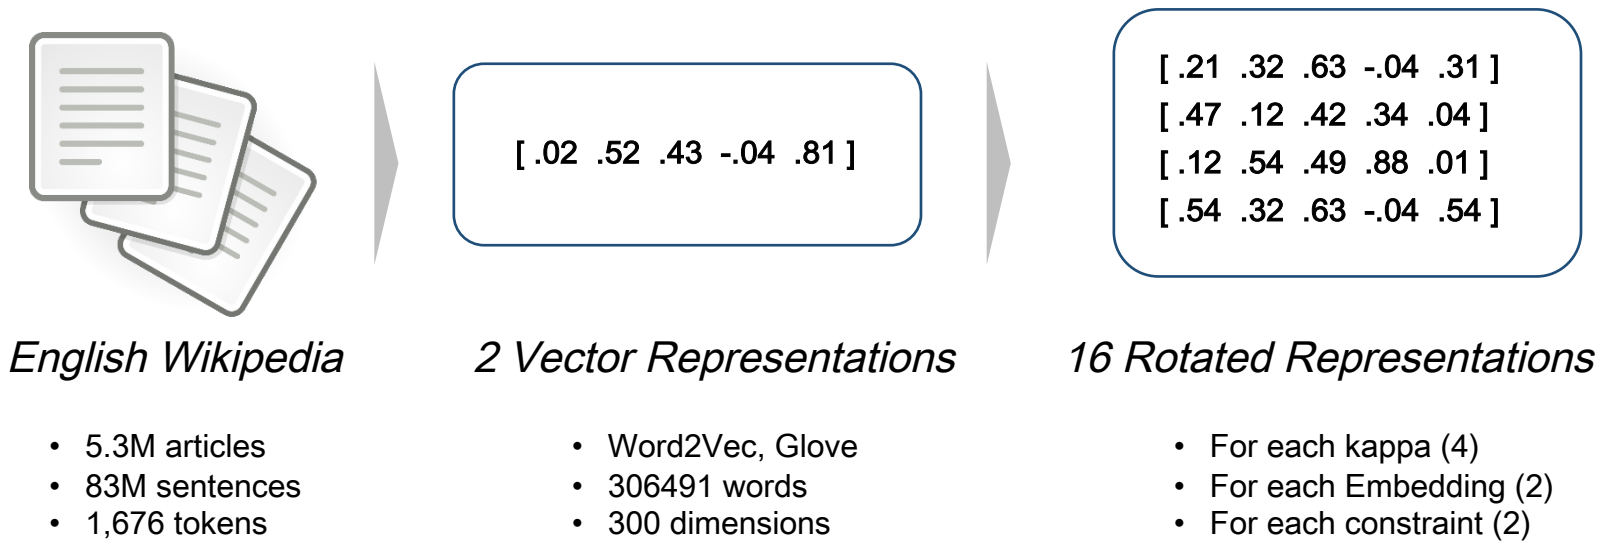 [ .02 .52 .43 -.04 .81 ]
[ .21 .32 .63 -.04 .31 ]
[ .47 .12 .42 .34 .04 ]
[ .12 .54 .49 .88 .01 ]
[ .54 .32 .63 -.04 .54 ]
English Wikipedia
• 5.3M articles
• 83M sentences
• 1,676 tokens
2 Vector Representations
• Word2Vec, Glove
• 306491 words
• 300 dimensions
16 Rotated Representations
• For each kappa (4)
• For each Embedding (2)
• For each constraint (2)